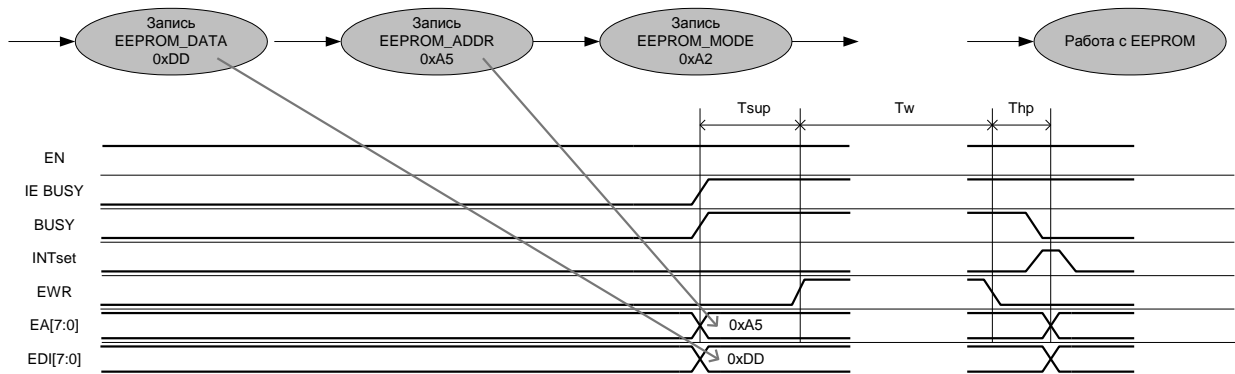 Запись
EEPROM_DATA
0xDD
Запись
EEPROM_ADDR
0xA5
Запись
EEPROM_MODE
0xA2
Работа с EEPROM
Tsup
Tw
Thp
EN
IE BUSY
BUSY
INTset
EWR
EA[7:0]
0xA5
EDI[7:0]
0xDD